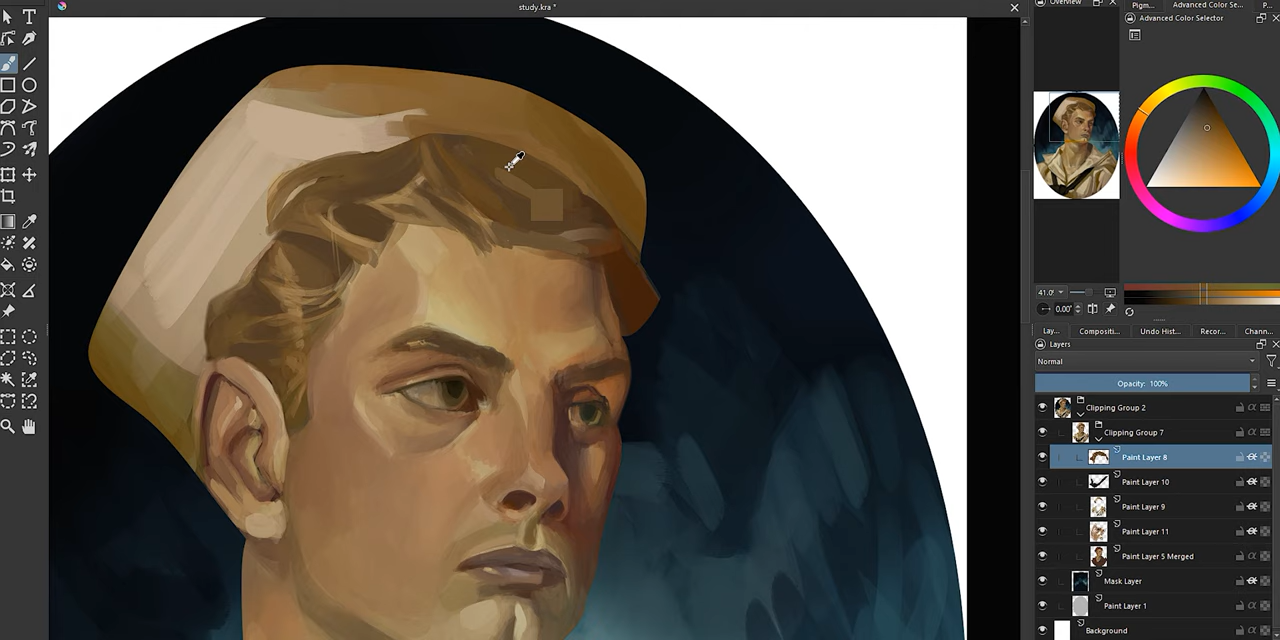 study.kra *
Overview
Pigm...
Advanced Color Se...
P...
Advanced Color Selector
41.0
0.00°
Lay...
Compositi...
Undo Hist...
Recor...
Chann...
Layers
Normal
Opacity: 100%
Clipping Group 2
Clipping Group 7
Paint Layer 8
Paint Layer 10
Paint Layer 9
Paint Layer 11
Paint Layer 5 Merged
Mask Layer
Paint Layer 1
Background